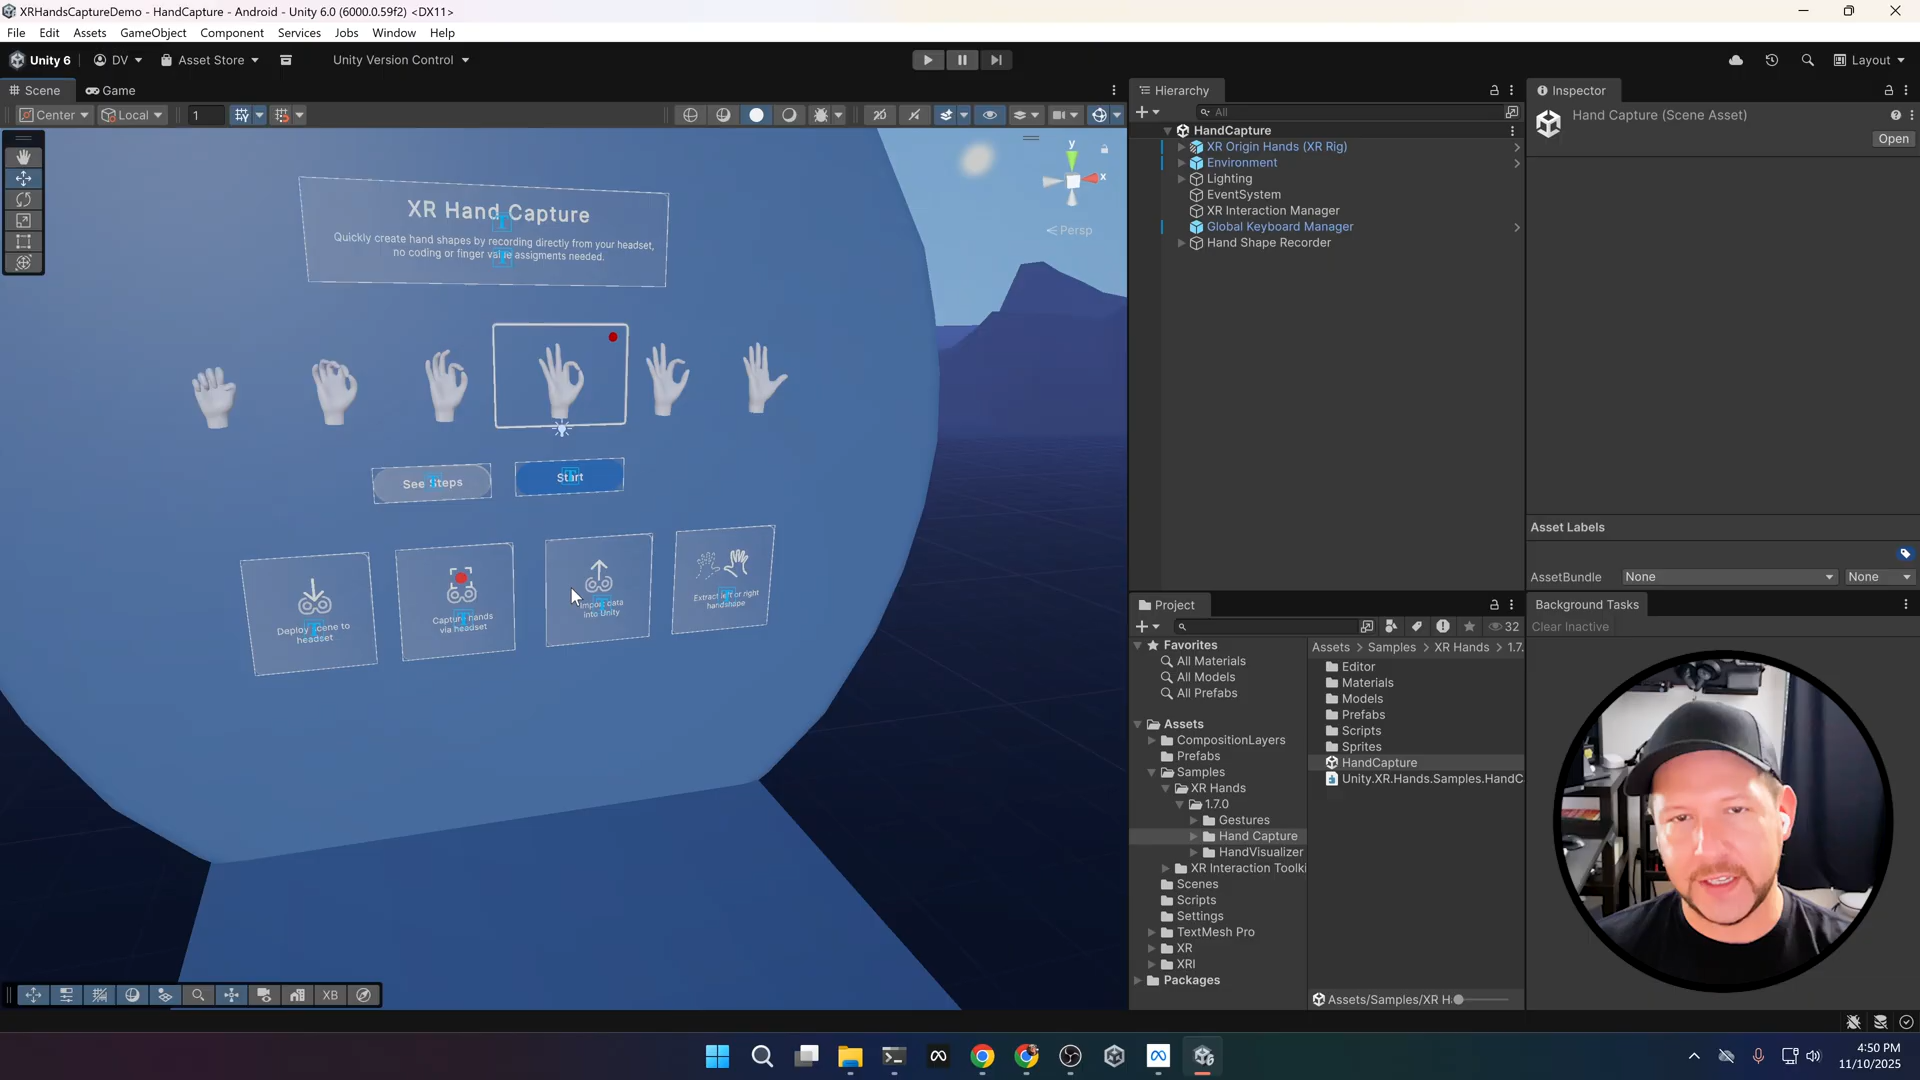 XRHandsCaptureDemo - HandCapture - Android - Unity 6.0 (6000.0.59f2) <DX11>
File Edit Assets GameObject Component Services Jobs Window Help
Unity 6 DV Asset Store Unity Version Control Layout
Scene Game
Center Local 1
XR Hand Capture
Quickly create hand shapes by recording directly from your headset,
no coding or finger value assigments needed.
y
x
Persp
See Steps
Start
Deploy scene to
headset
Capture hands
via headset
Import data
into Unity
Extract left or right
handshape
XB
Hierarchy
All
HandCapture
XR Origin Hands (XR Rig)
Environment
Lighting
EventSystem
XR Interaction Manager
Global Keyboard Manager
Hand Shape Recorder
Inspector
Hand Capture (Scene Asset)
Open
Asset Labels
AssetBundle None None
Project
32
Favorites
All Materials
All Models
All Prefabs
Assets
CompositionLayers
Prefabs
Samples
XR Hands
1.7.0
Gestures
Hand Capture
HandVisualizer
XR Interaction Toolki
Scenes
Scripts
Settings
TextMesh Pro
XR
XRI
Packages
Assets > Samples > XR Hands > 1.7.
Editor
Materials
Models
Prefabs
Scripts
Sprites
HandCapture
Unity.XR.Hands.Samples.HandC
Assets/Samples/XR H
Background Tasks
Clear Inactive
4:50 PM
11/10/2025